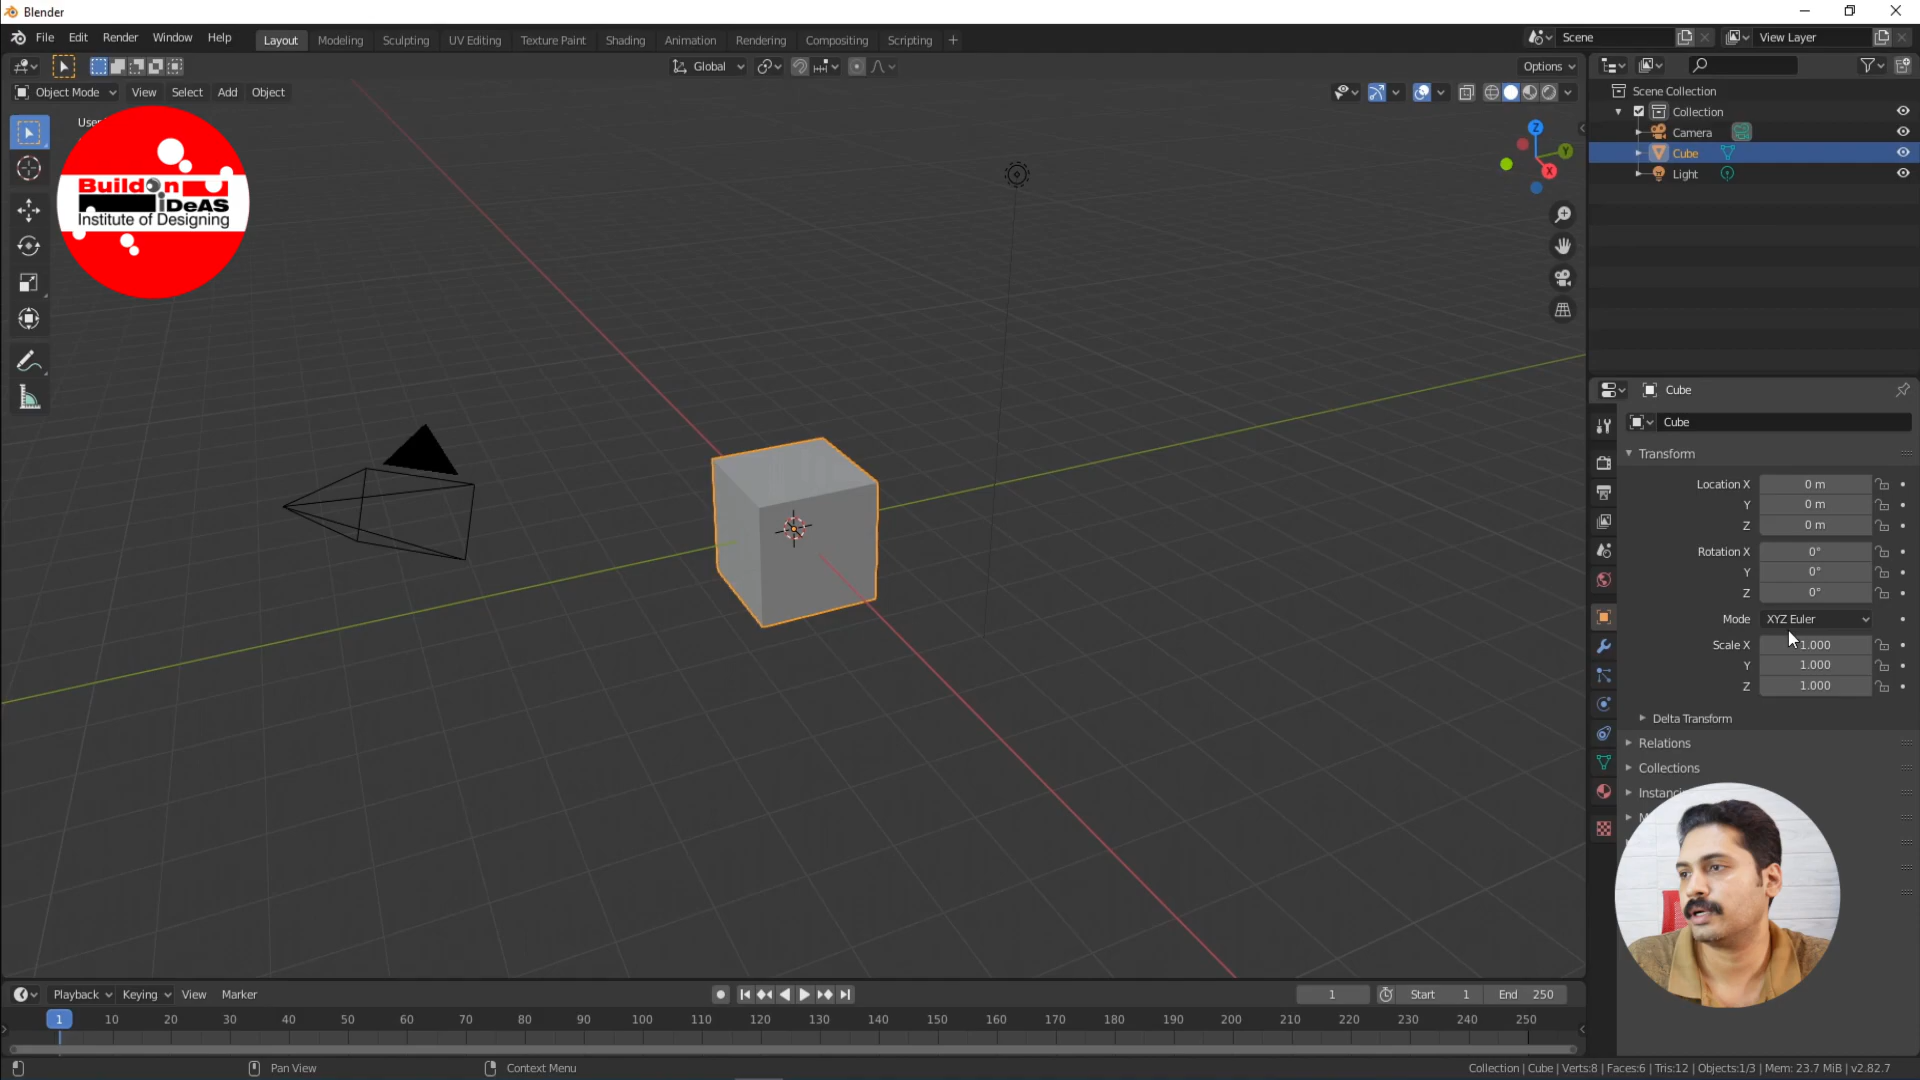 Blender
File Edit Render Window Help Layout Modeling Sculpting UV Editing Texture Paint Shading Animation Rendering Compositing Scripting + Scene View Layer
Global Options
Object Mode View Select Add Object
User
Build on iDeAS
Institute of Designing
Z
Y
X
Scene Collection
Collection
Camera
Cube
Light
Cube
Cube
Transform
Location X 0 m
Y 0 m
Z 0 m
Rotation X 0°
Y 0°
Z 0°
Mode XYZ Euler
Scale X 1.000
Y 1.000
Z 1.000
Delta Transform
Relations
Collections
Playback Keying View Marker 1 Start 1 End 250
1 10 20 30 40 50 60 70 80 90 100 110 120 130 140 150 160 170 180 190 200 210 220 230 240 250
Pan View Context Menu Collection | Cube | Verts:8 | Faces:6 | Tris:12 | Objects:1/3 | Mem: 23.7 MiB | v2.82.7